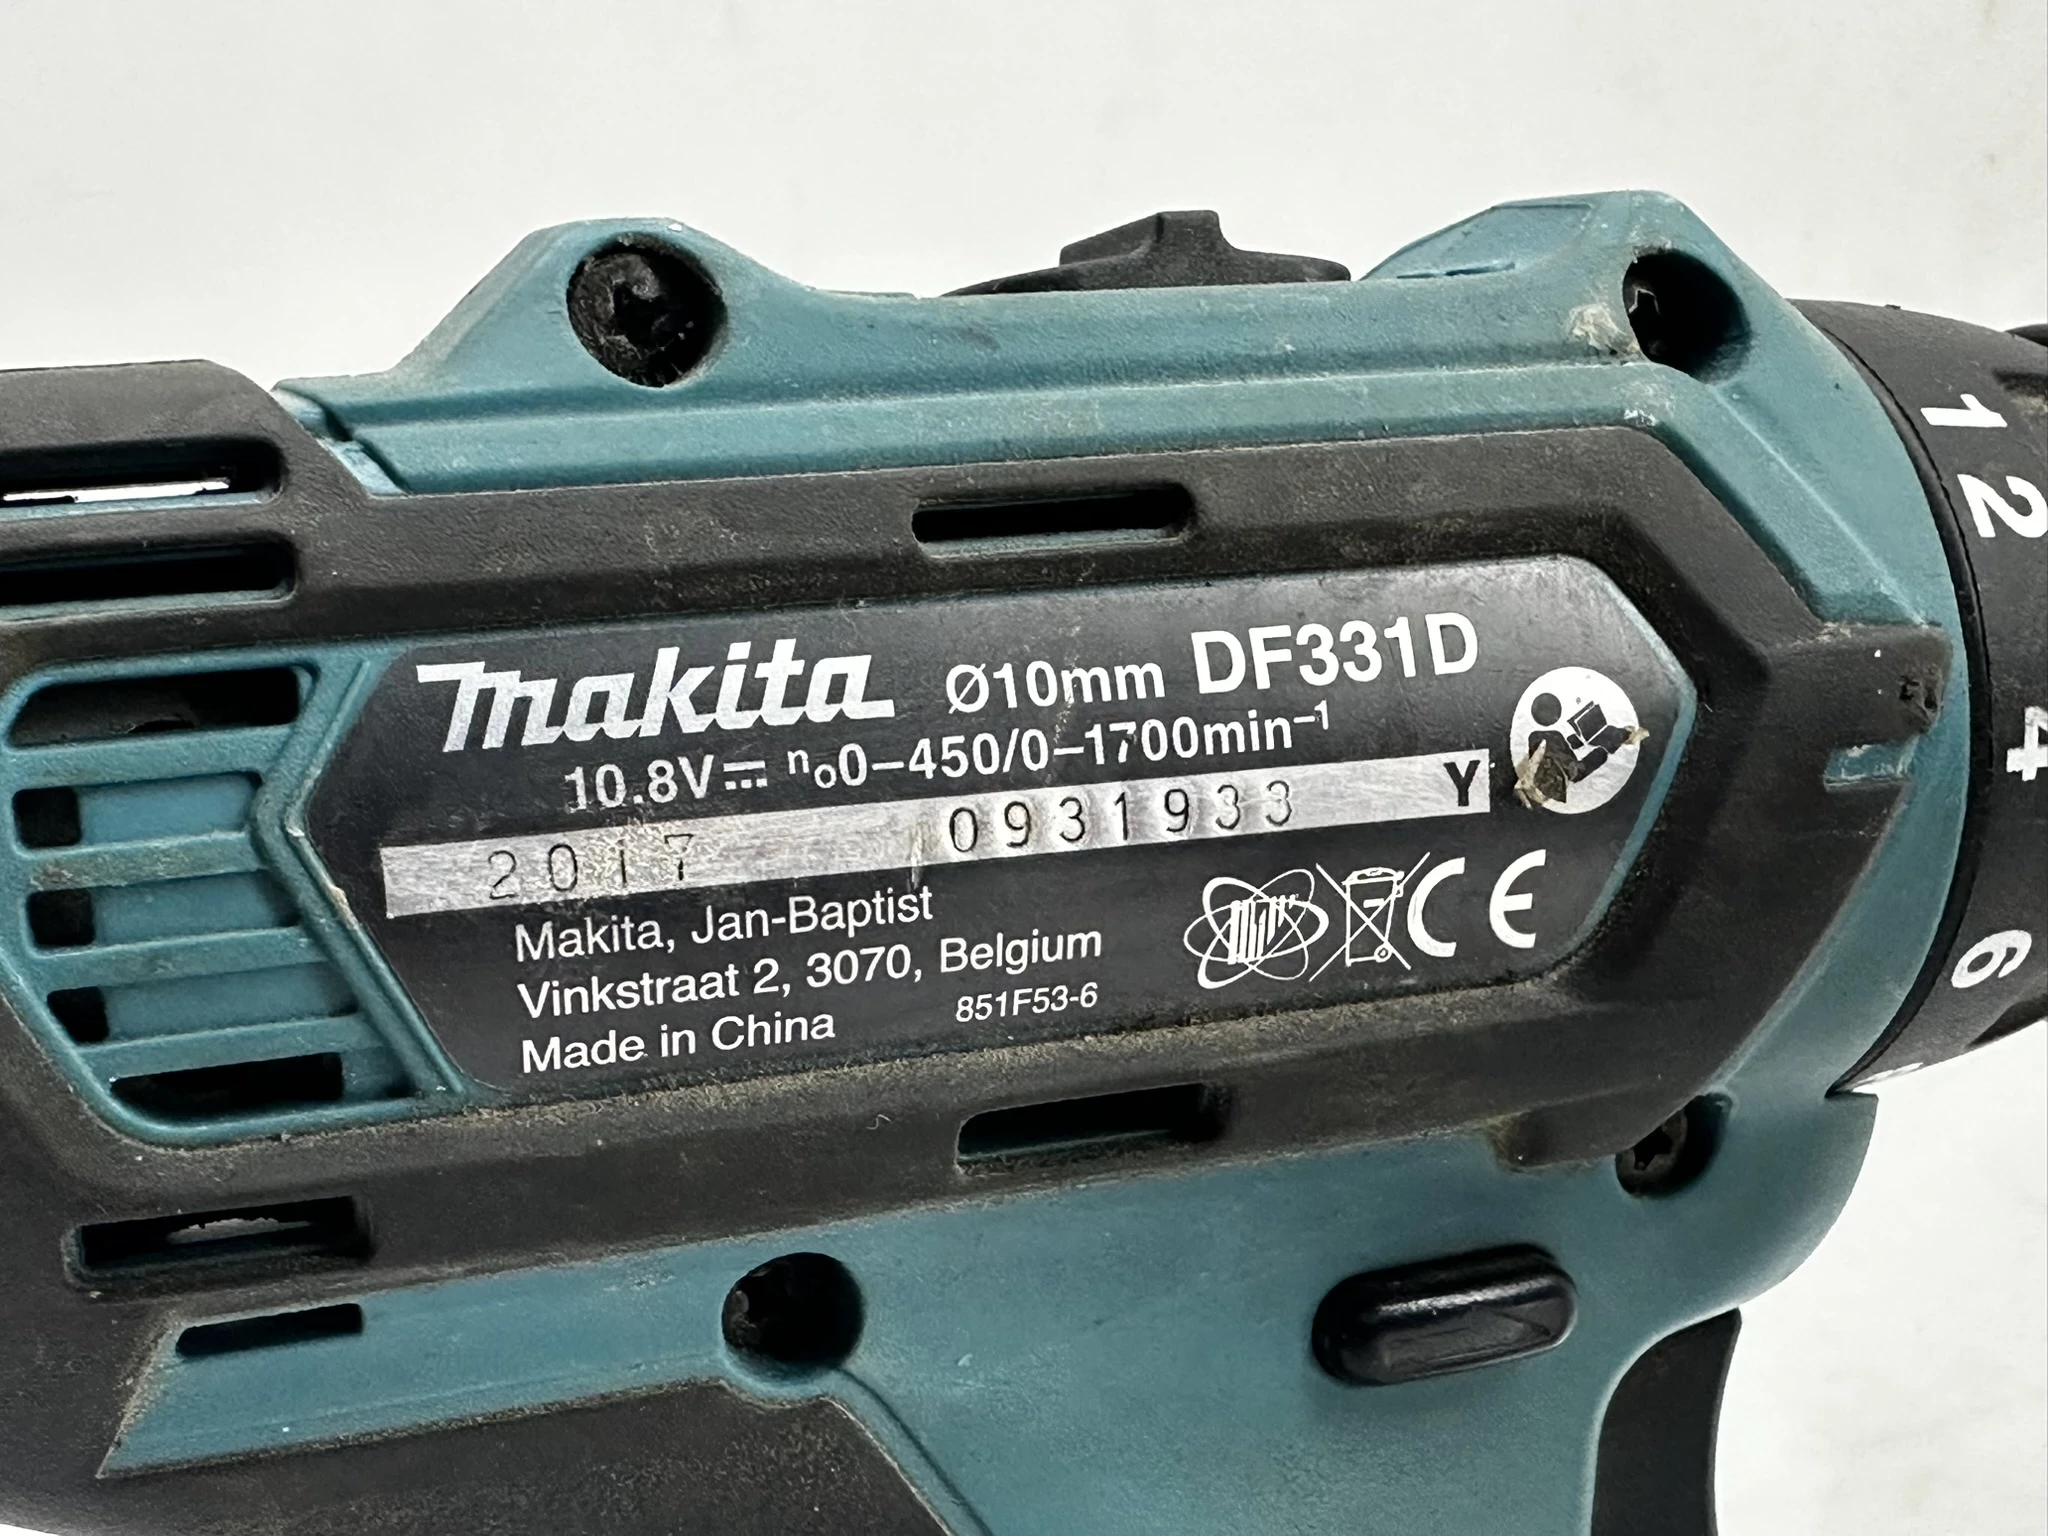 makita Ø10mm DF331D
10.8V⎓ n₀0–450/0–1700min⁻¹
2017 0931933 Y
Makita, Jan-Baptist
Vinkstraat 2, 3070, Belgium
Made in China 851F53-6
CE
1
2
4
6